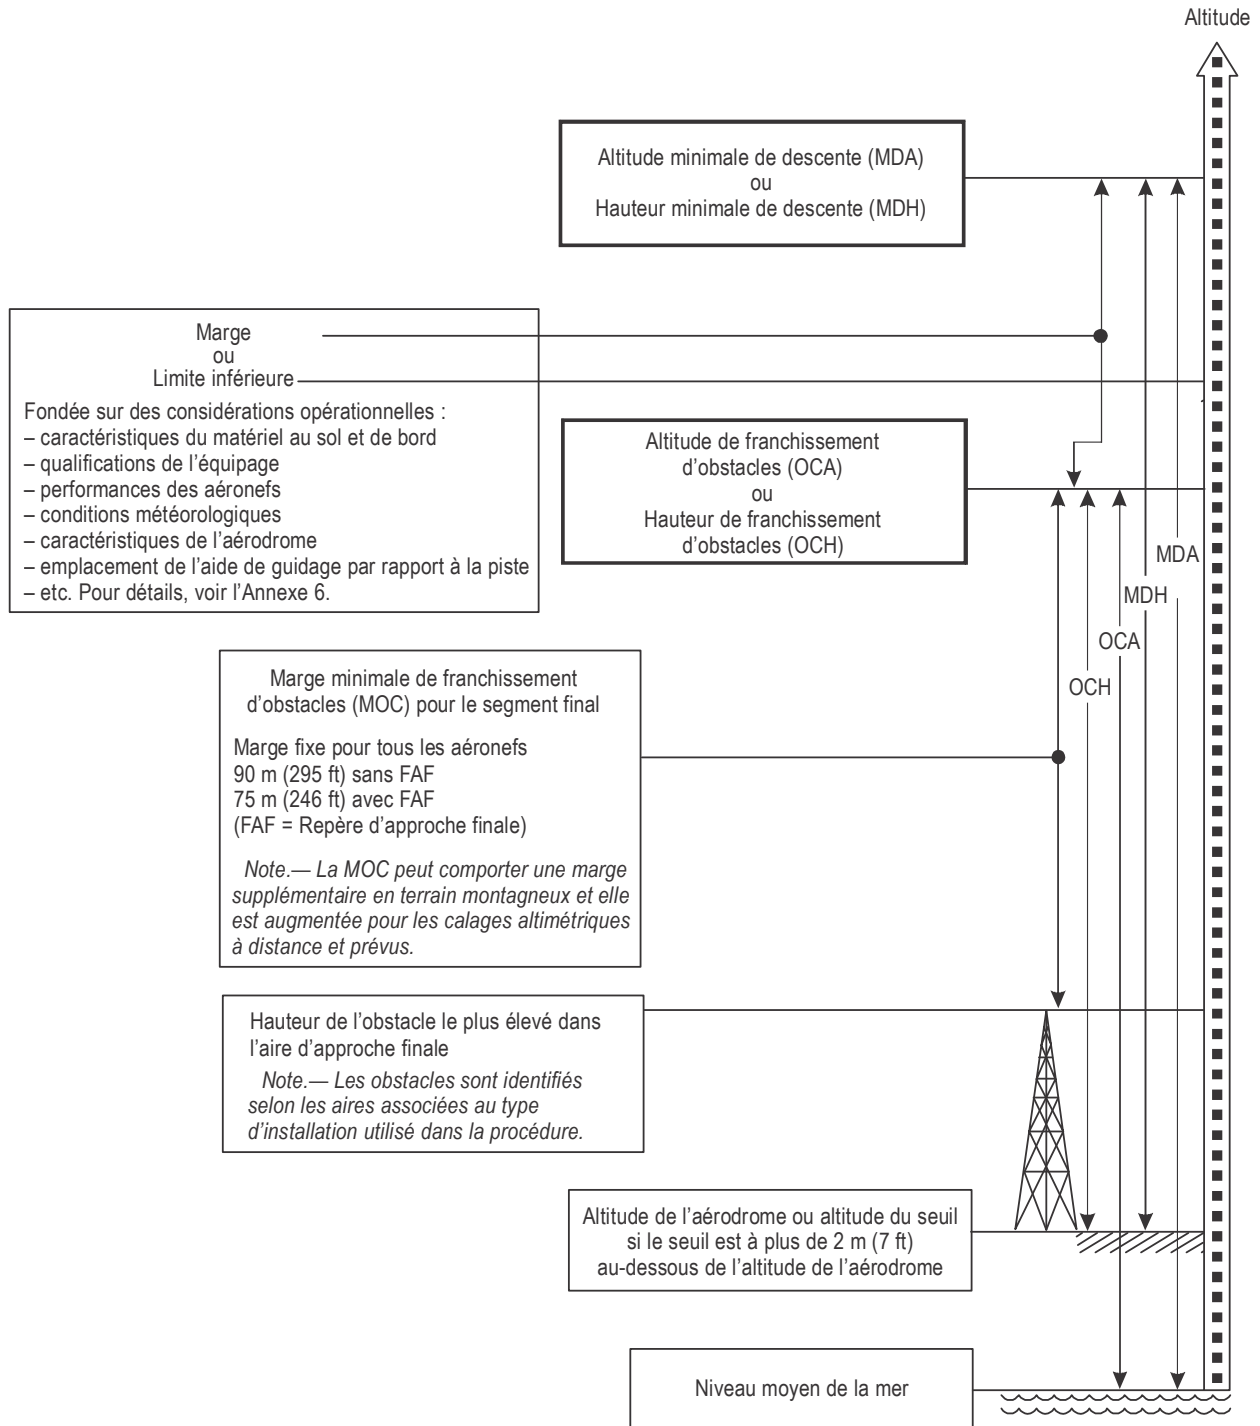 Altitude
Altitude minimale de descente (MDA)
ou
Hauteur minimale de descente (MDH)
Marge
ou
Limite inférieure
Fondée sur des considérations opérationnelles :
– caractéristiques du matériel au sol et de bord
– qualifications de l’équipage
– performances des aéronefs
– conditions météorologiques
– caractéristiques de l’aérodrome
– emplacement de l’aide de guidage par rapport à la piste
– etc. Pour détails, voir l’Annexe 6.
Altitude de franchissement
d’obstacles (OCA)
ou
Hauteur de franchissement
d’obstacles (OCH)
MDA
MDH
OCA
OCH
Marge minimale de franchissement
d’obstacles (MOC) pour le segment final
Marge fixe pour tous les aéronefs
90 m (295 ft) sans FAF
75 m (246 ft) avec FAF
(FAF = Repère d’approche finale)
Note.— La MOC peut comporter une marge
supplémentaire en terrain montagneux et elle
est augmentée pour les calages altimétriques
à distance et prévus.
Hauteur de l’obstacle le plus élevé dans
l’aire d’approche finale
Note.— Les obstacles sont identifiés
selon les aires associées au type
d’installation utilisé dans la procédure.
Altitude de l’aérodrome ou altitude du seuil
si le seuil est à plus de 2 m (7 ft)
au-dessous de l’altitude de l’aérodrome
Niveau moyen de la mer